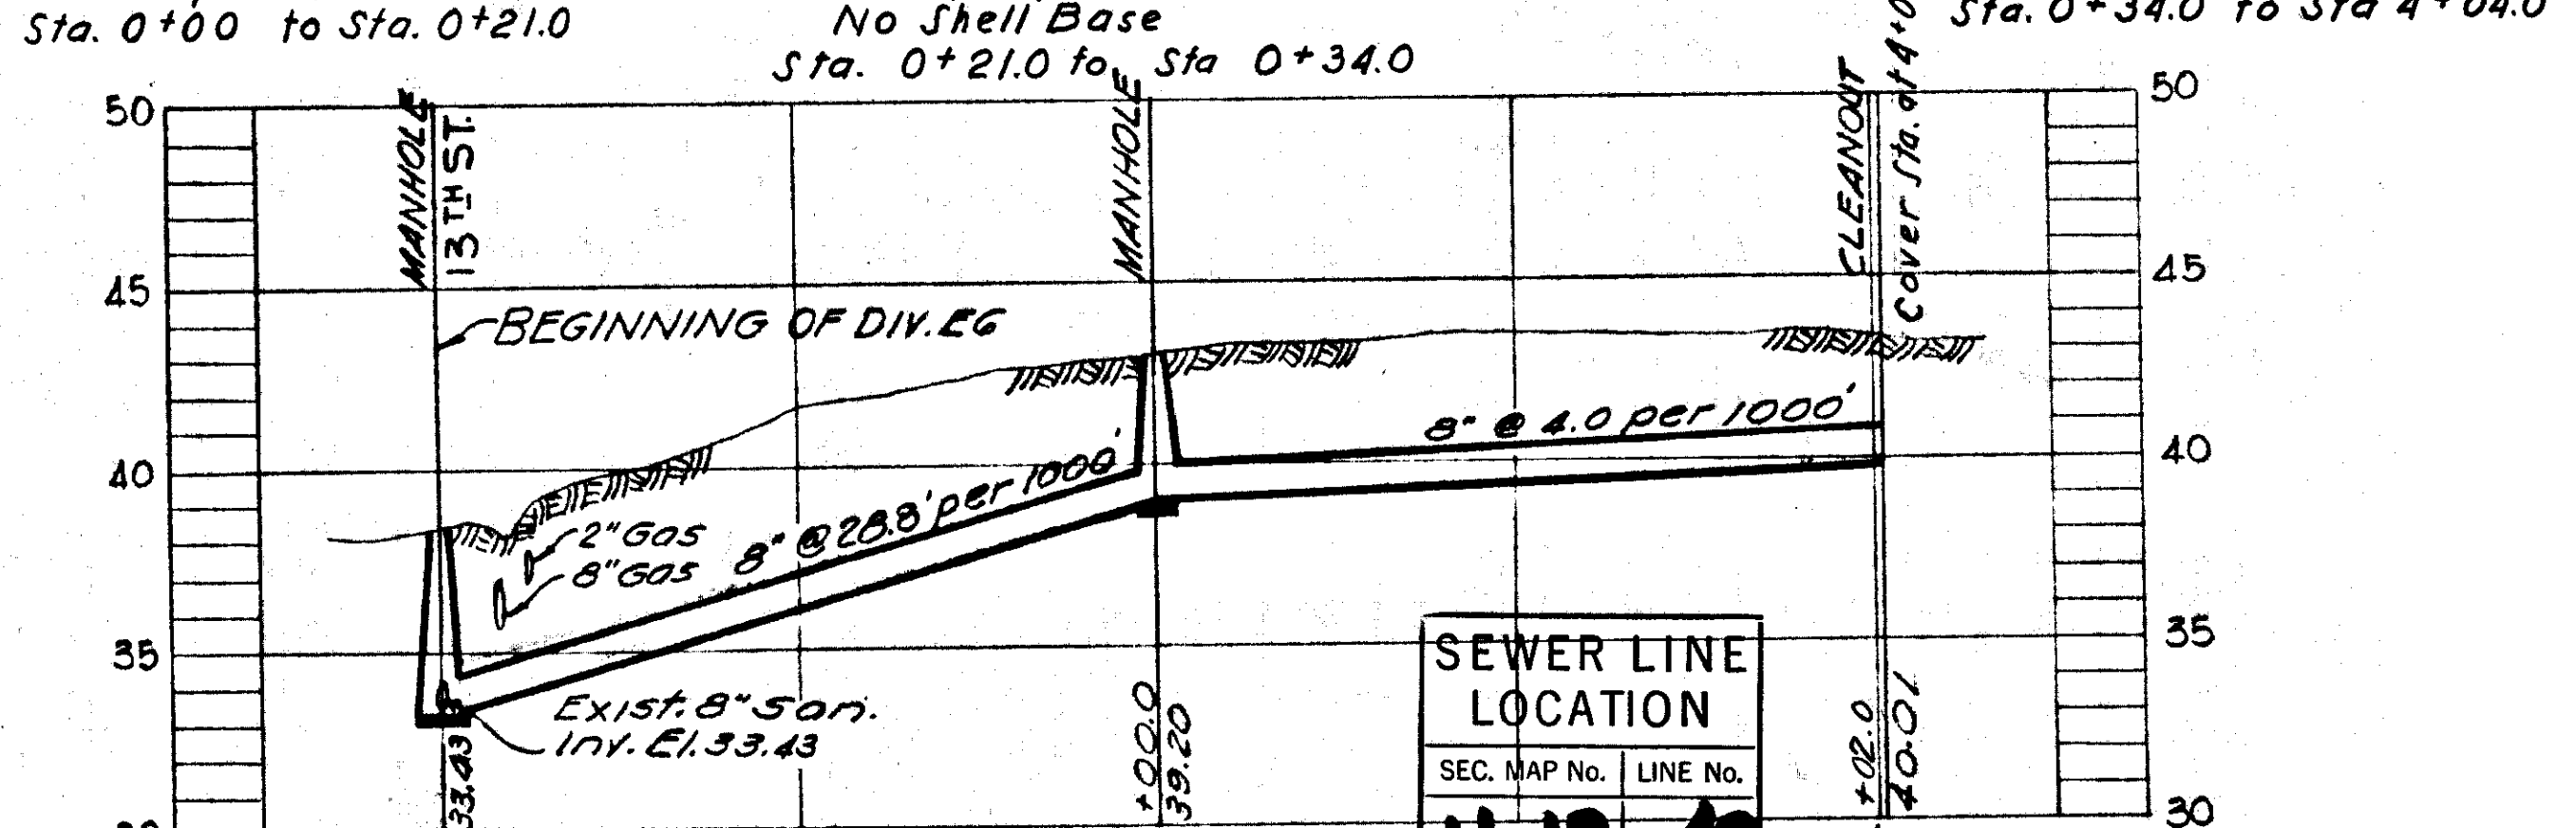 Sta. 0+00 to Sta. 0+21.0
No Shell Base
Sta. 0+21.0 to Sta 0+34.0
Sta. 0+34.0 to Sta 4+04.0
50
45
40
35
MANHOLE
13TH ST.
MANHOLE
CLEANOUT
Cover Sta. at 4+0
50
45
40
35
30
BEGINNING OF DIV. E6
2" Gas
8" Gas
8" @ 28.8' per 1000'
8" @ 4.0 per 1000'
Exist. 8" San.
Inv. El. 33.43
33.43
+00.0
39.20
+02.0
40.01
SEWER LINE
LOCATION
SEC. MAP No. LINE No.